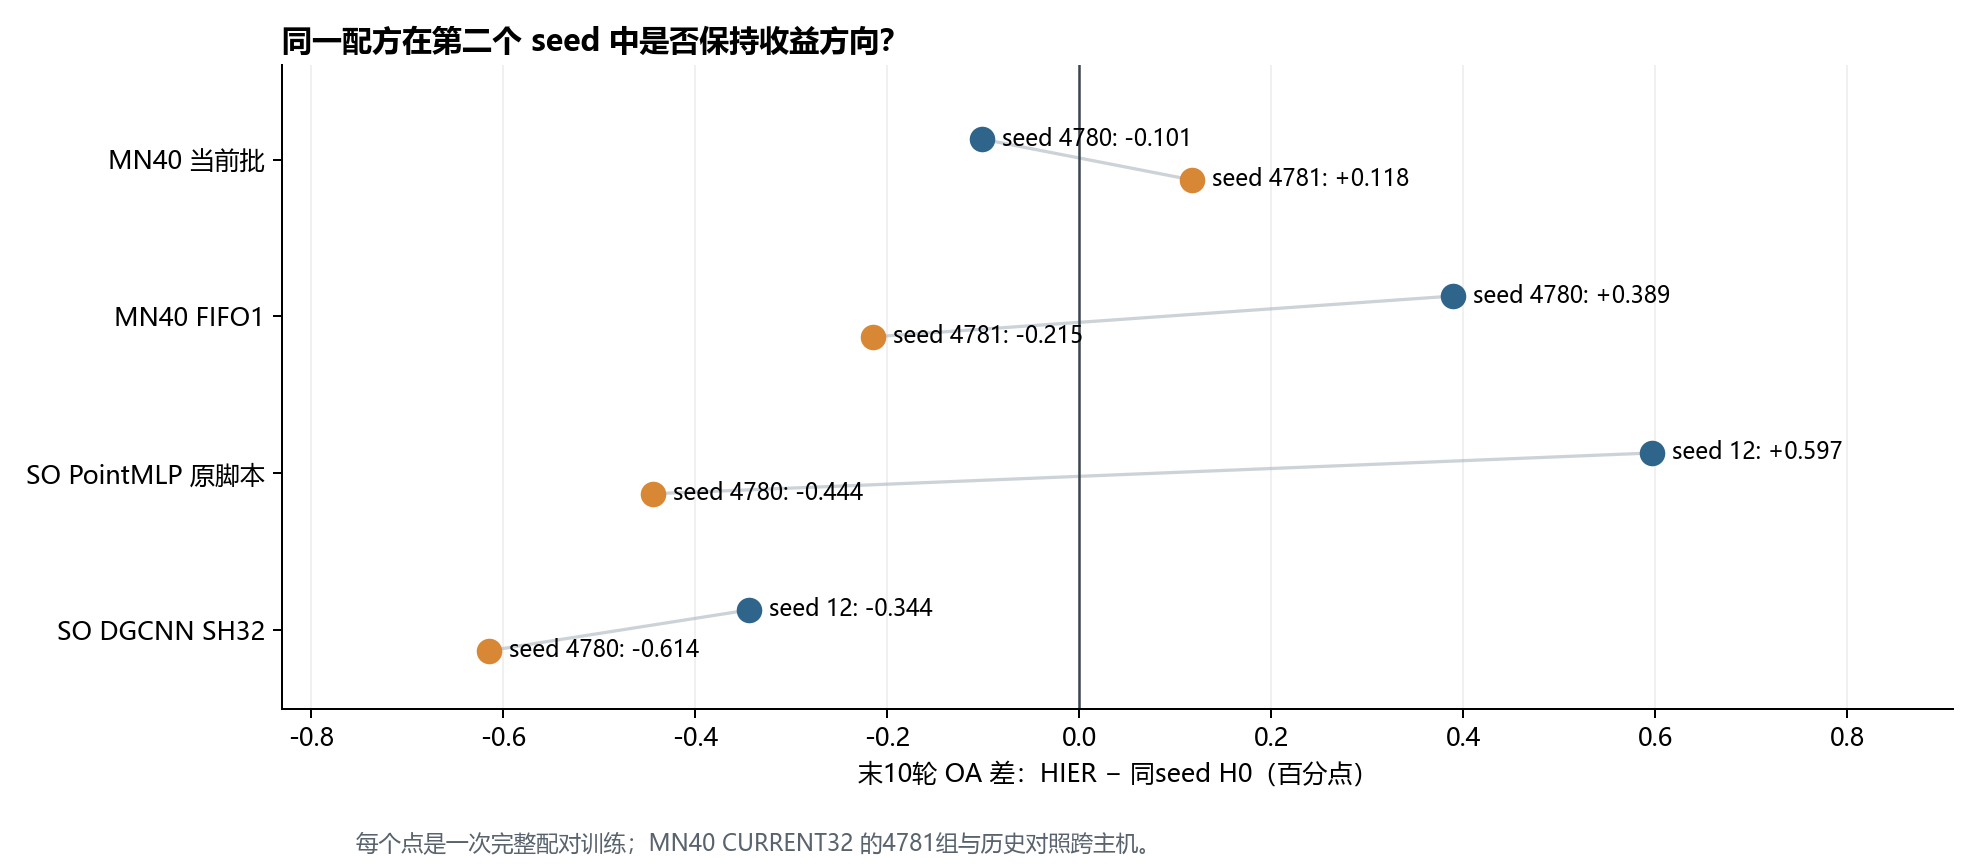 同一配方在第二个 seed 中是否保持收益方向？
MN40 当前批
seed 4780: -0.101
seed 4781: +0.118
MN40 FIFO1
seed 4780: +0.389
seed 4781: -0.215
SO PointMLP 原脚本
seed 12: +0.597
seed 4780: -0.444
SO DGCNN SH32
seed 12: -0.344
seed 4780: -0.614
-0.8 -0.6 -0.4 -0.2 0.0 0.2 0.4 0.6 0.8
末10轮 OA 差：HIER − 同seed H0（百分点）
每个点是一次完整配对训练；MN40 CURRENT32 的4781组与历史对照跨主机。